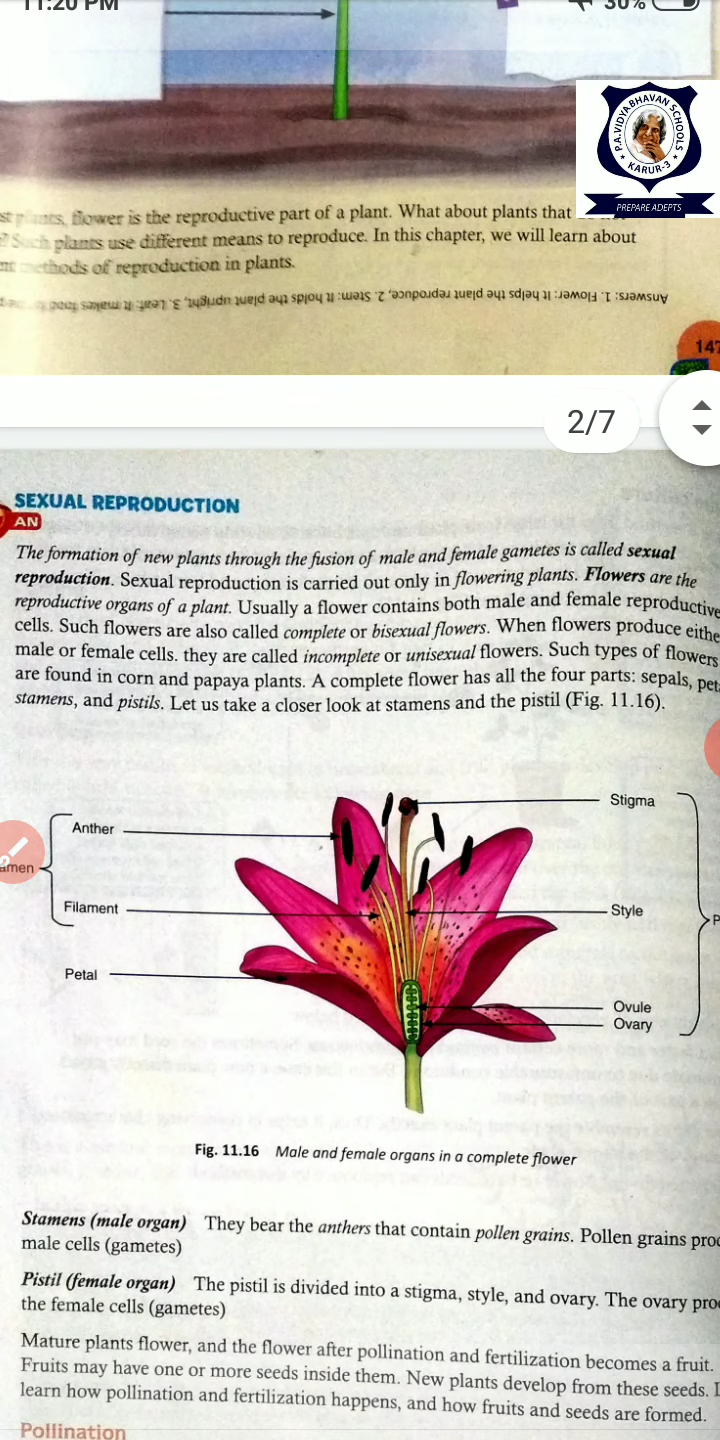 11:20 PM 30%
P.A.VIDYA BHAVAN SCHOOLS
KARUR-3
PREPARE ADEPTS
plants, flower is the reproductive part of a plant. What about plants that
Such plants use different means to reproduce. In this chapter, we will learn about
methods of reproduction in plants.
Answers: 1. Flower: It helps the plant reproduce, 2. Stem: It holds the plant upright, 3. Leaf: It makes food
147
2/7
SEXUAL REPRODUCTION
AN
The formation of new plants through the fusion of male and female gametes is called sexual
reproduction. Sexual reproduction is carried out only in flowering plants. Flowers are the
reproductive organs of a plant. Usually a flower contains both male and female reproductive
cells. Such flowers are also called complete or bisexual flowers. When flowers produce eithe
male or female cells. they are called incomplete or unisexual flowers. Such types of flowers
are found in corn and papaya plants. A complete flower has all the four parts: sepals, pet
stamens, and pistils. Let us take a closer look at stamens and the pistil (Fig. 11.16).
Stigma
Anther
amen
Filament
Style
P
Petal
Ovule
Ovary
Fig. 11.16 Male and female organs in a complete flower
Stamens (male organ) They bear the anthers that contain pollen grains. Pollen grains pro
male cells (gametes)
Pistil (female organ) The pistil is divided into a stigma, style, and ovary. The ovary pro
the female cells (gametes)
Mature plants flower, and the flower after pollination and fertilization becomes a fruit.
Fruits may have one or more seeds inside them. New plants develop from these seeds. L
learn how pollination and fertilization happens, and how fruits and seeds are formed.
Pollination